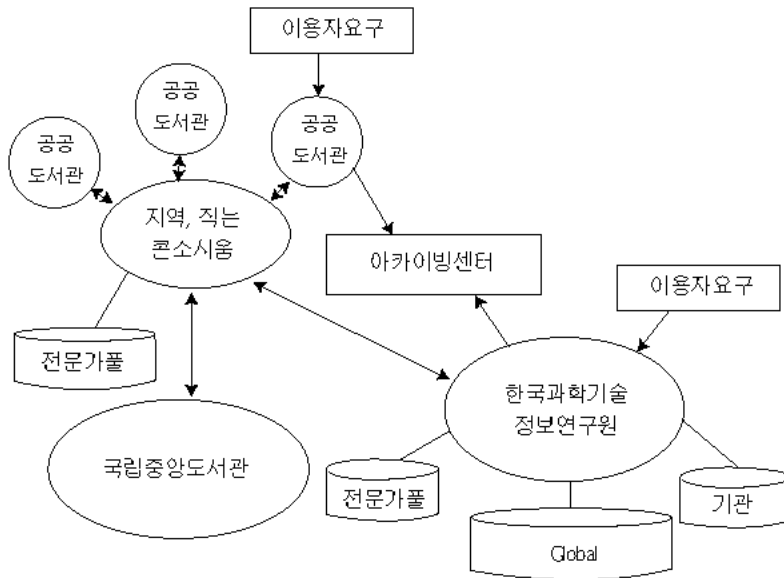 이용자요구
공공
도서관
공공
도서관
공공
도서관
지역, 직는
콘소시움
아카이빙센터
이용자요구
전문가풀
한국과학기술
정보연구원
국립중앙도서관
전문가풀
기관
Global